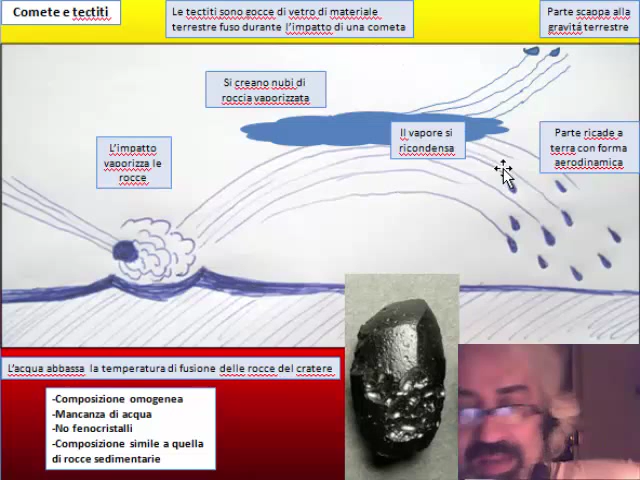 Comete e tectiti
Le tectiti sono gocce di vetro di materiale
terrestre fuso durante l'impatto di una cometa
Parte scappa alla
gravità terrestre
Si creano nubi di
roccia vaporizzata
L'impatto
vaporizza le
rocce
Il vapore si
ricondensa
Parte ricade a
terra con forma
aerodinamica
L'acqua abbassa la temperatura di fusione delle rocce del cratere
-Composizione omogenea
-Mancanza di acqua
-No fenocristalli
-Composizione simile a quella
di rocce sedimentarie